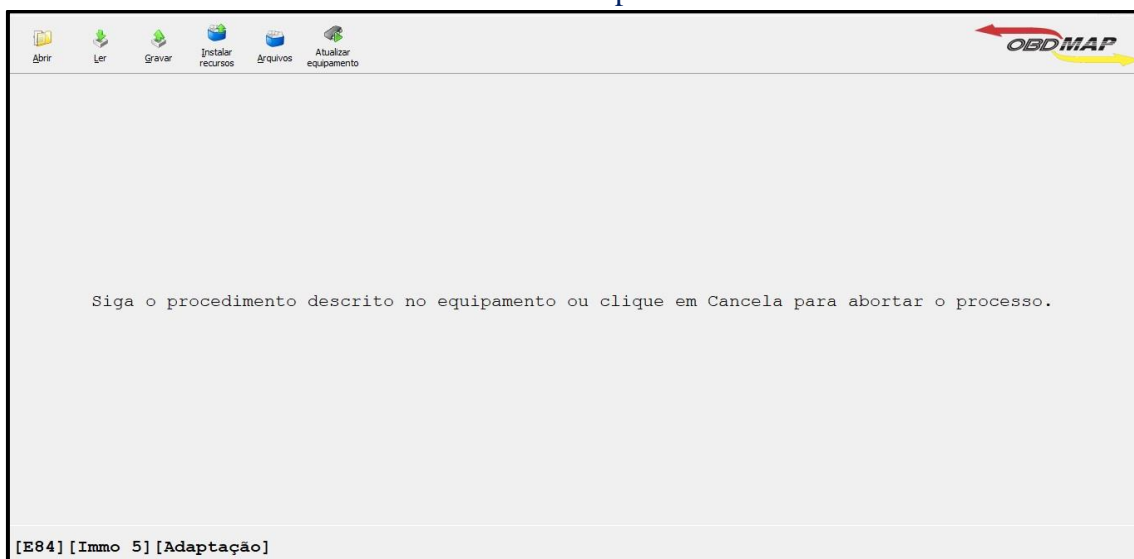 Abrir
Ler
Gravar
Instalar
recursos
Arquivos
Atualizar
equipamento
OBDMAP
Siga o procedimento descrito no equipamento ou clique em Cancela para abortar o processo.
[E84][Immo 5][Adaptação]